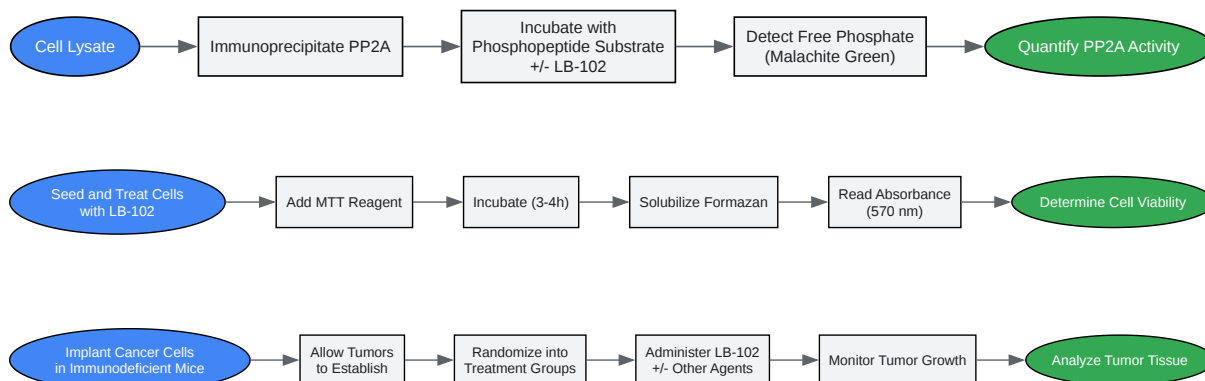 Cell Lysate
Immunoprecipitate PP2A
Incubate with
Phosphopeptide Substrate
+/- LB-102
Detect Free Phosphate
(Malachite Green)
Quantify PP2A Activity
Seed and Treat Cells
with LB-102
Add MTT Reagent
Incubate (3-4h)
Solubilize Formazan
Read Absorbance
(570 nm)
Determine Cell Viability
Implant Cancer Cells
in Immunodeficient Mice
Allow Tumors
to Establish
Randomize into
Treatment Groups
Administer LB-102
+/- Other Agents
Monitor Tumor Growth
Analyze Tumor Tissue